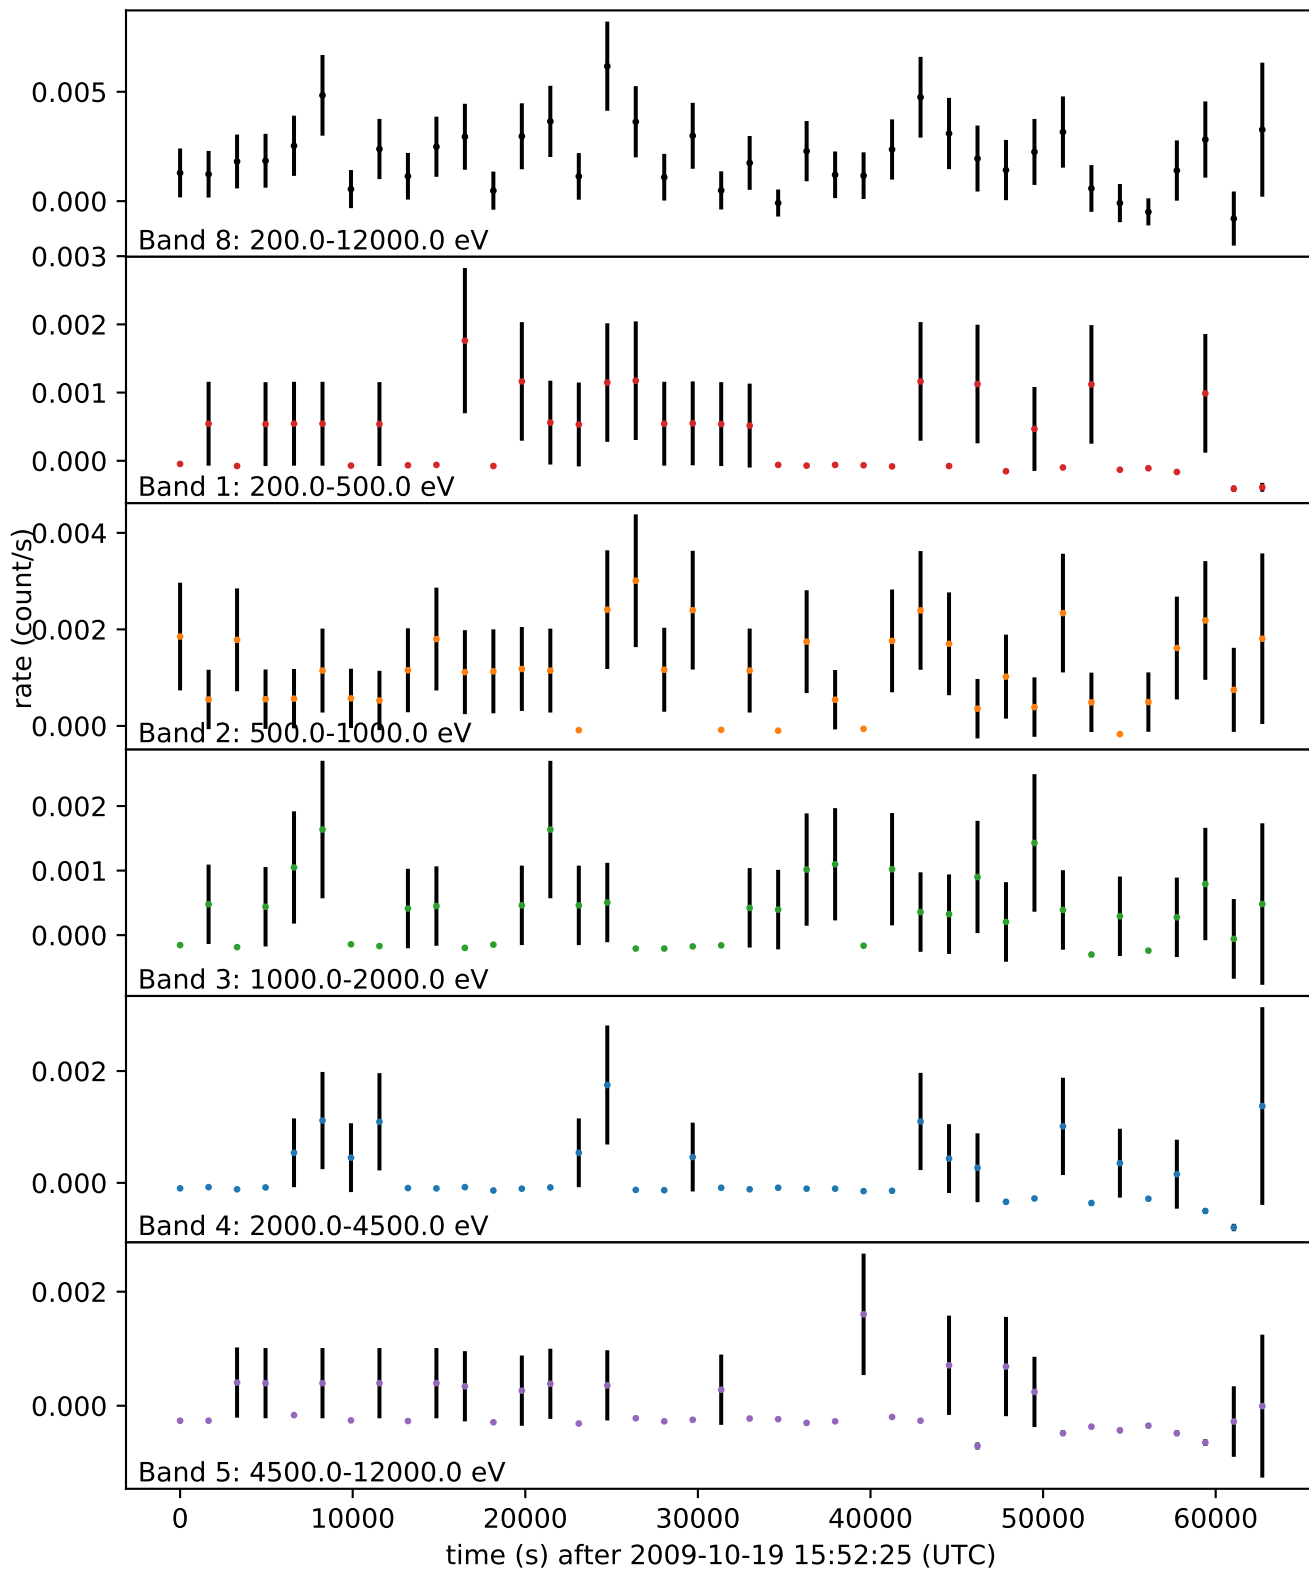 0.005
0.000
Band 8: 200.0-12000.0 eV
0.003
0.002
0.001
0.000
Band 1: 200.0-500.0 eV
0.004
rate (count/s)
0.002
0.000
Band 2: 500.0-1000.0 eV
0.002
0.001
0.000
Band 3: 1000.0-2000.0 eV
0.002
0.000
Band 4: 2000.0-4500.0 eV
0.002
0.000
Band 5: 4500.0-12000.0 eV
0 10000 20000 30000 40000 50000 60000
time (s) after 2009-10-19 15:52:25 (UTC)